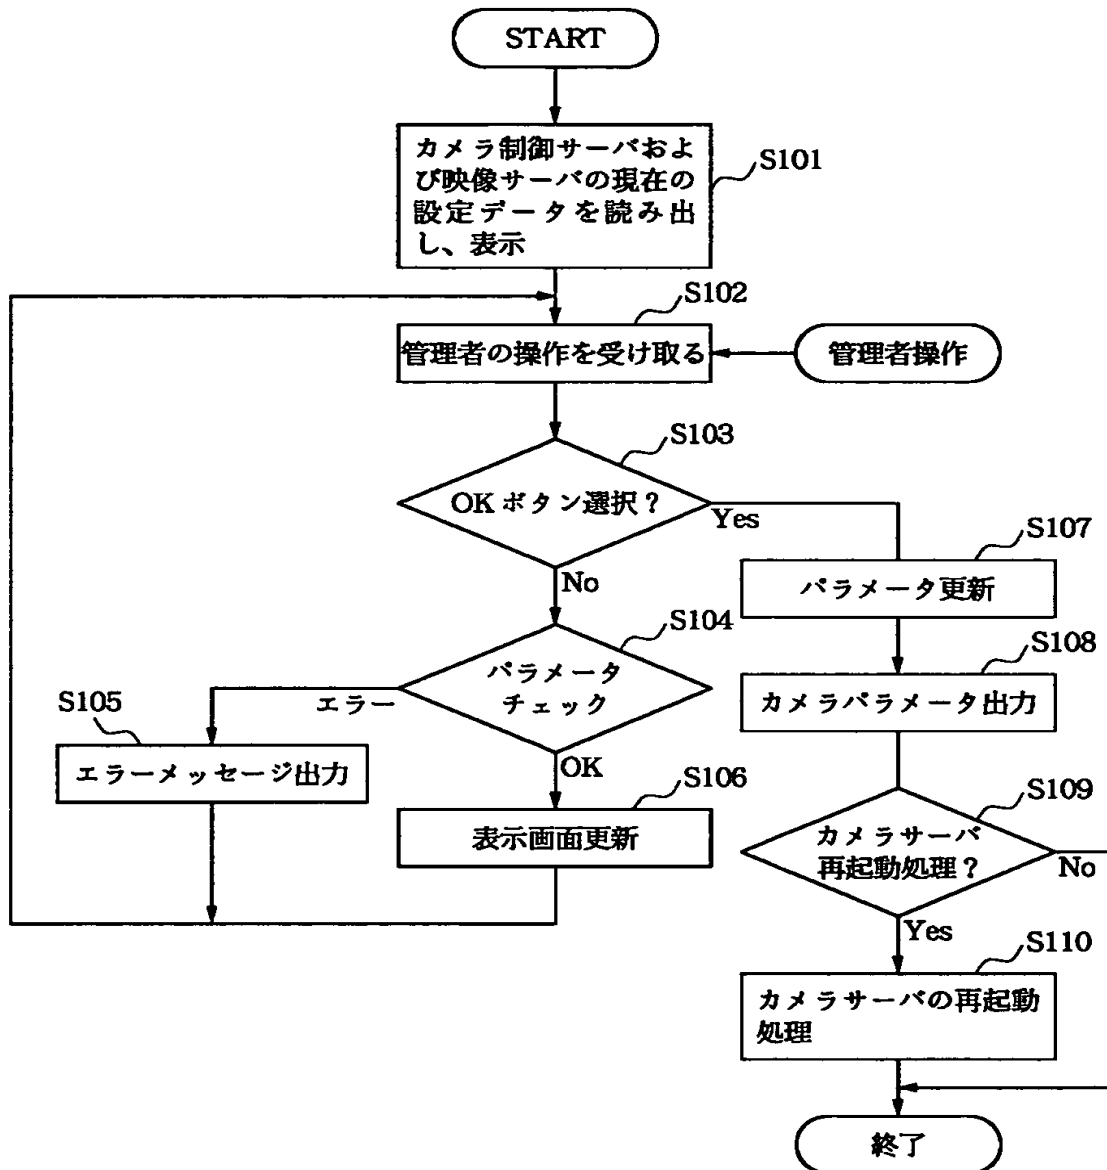 START
カメラ制御サーバおよ
び映像サーバの現在の
設定データを読み出
し、表示
S101
S102
管理者の操作を受け取る
管理者操作
S103
OKボタン選択?
Yes
No
S107
パラメータ更新
S104
パラメータ
チェック
エラー
OK
S108
カメラパラメータ出力
S105
エラーメッセージ出力
S106
表示画面更新
S109
カメラサーバ
再起動処理?
No
Yes
S110
カメラサーバの再起動
処理
終了